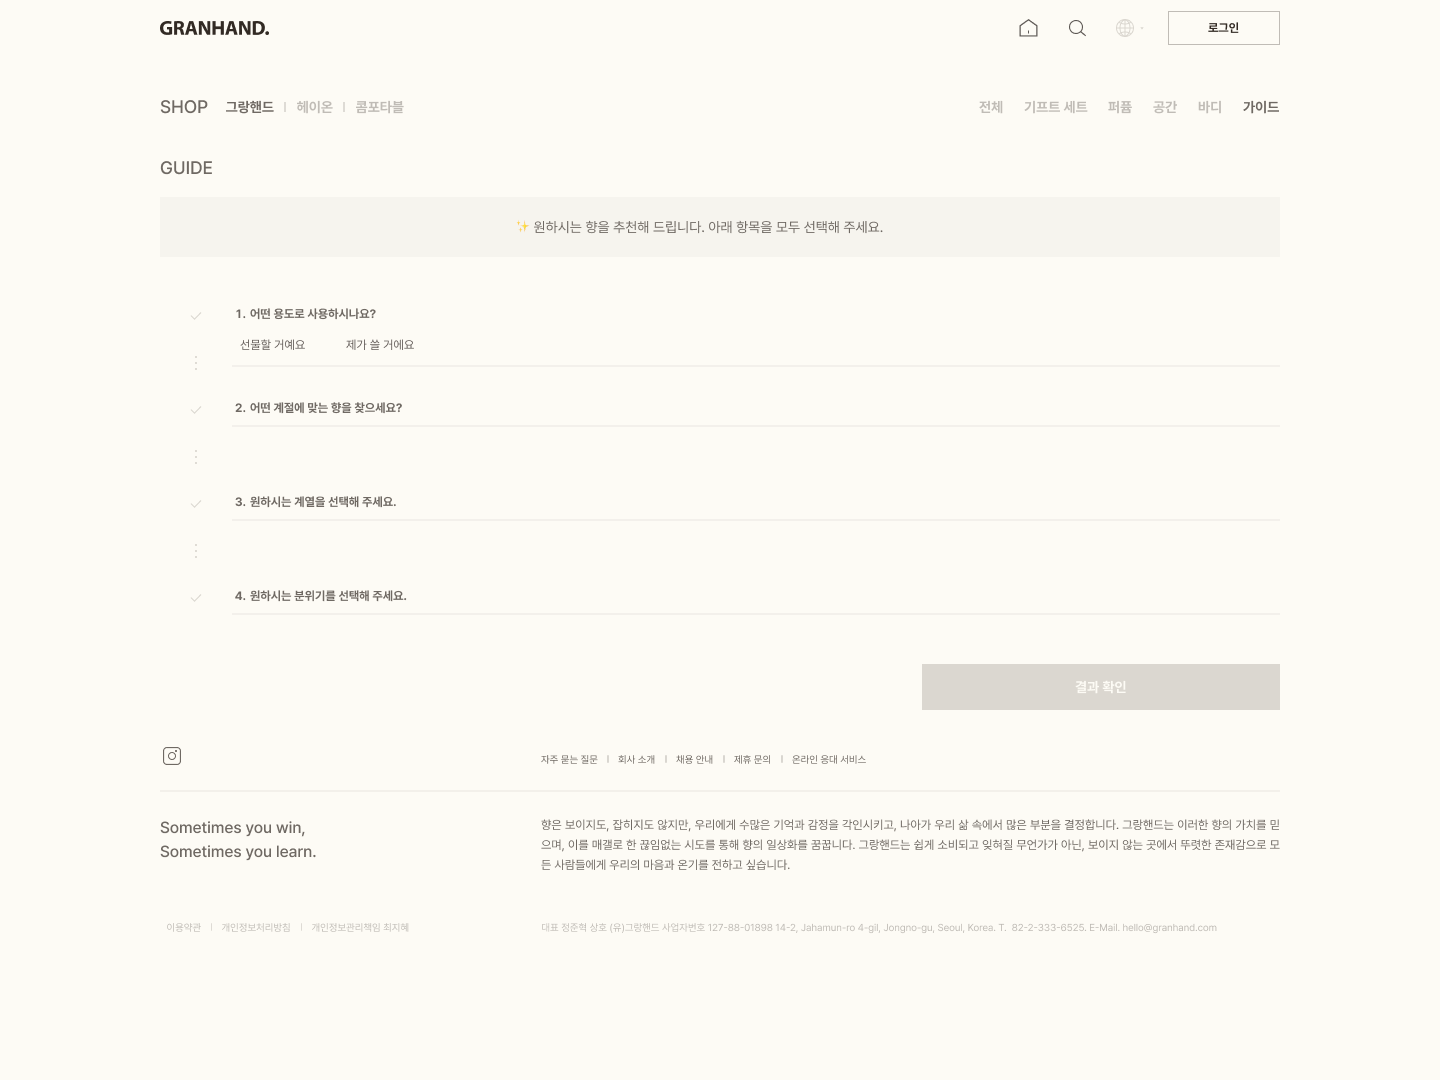 GRANHAND.
로그인
SHOP 그랑핸드 | 헤이온 | 콤포타블
전체 기프트 세트 퍼퓸 공간 바디 가이드
GUIDE
✨ 원하시는 향을 추천해 드립니다. 아래 항목을 모두 선택해 주세요.
1. 어떤 용도로 사용하시나요?
선물할 거예요 제가 쓸 거에요
2. 어떤 계절에 맞는 향을 찾으세요?
3. 원하시는 계열을 선택해 주세요.
4. 원하시는 분위기를 선택해 주세요.
결과 확인
자주 묻는 질문 | 회사 소개 | 채용 안내 | 제휴 문의 | 온라인 응대 서비스
Sometimes you win,
Sometimes you learn.
향은 보이지도, 잡히지도 않지만, 우리에게 수많은 기억과 감정을 각인시키고, 나아가 우리 삶 속에서 많은 부분을 결정합니다. 그랑핸드는 이러한 향의 가치를 믿
으며, 이를 매갤로 한 끊임없는 시도를 통해 향의 일상화를 꿈꿉니다. 그랑핸드는 쉽게 소비되고 잊혀질 무언가가 아닌, 보이지 않는 곳에서 뚜렷한 존재감으로 모
든 사람들에게 우리의 마음과 온기를 전하고 싶습니다.
이용약관 | 개인정보처리방침 | 개인정보관리책임 최지혜
대표 정준혁 상호 (유)그랑핸드 사업자번호 127-88-01898 14-2, Jahamun-ro 4-gil, Jongno-gu, Seoul, Korea. T. 82-2-333-6525. E-Mail. hello@granhand.com